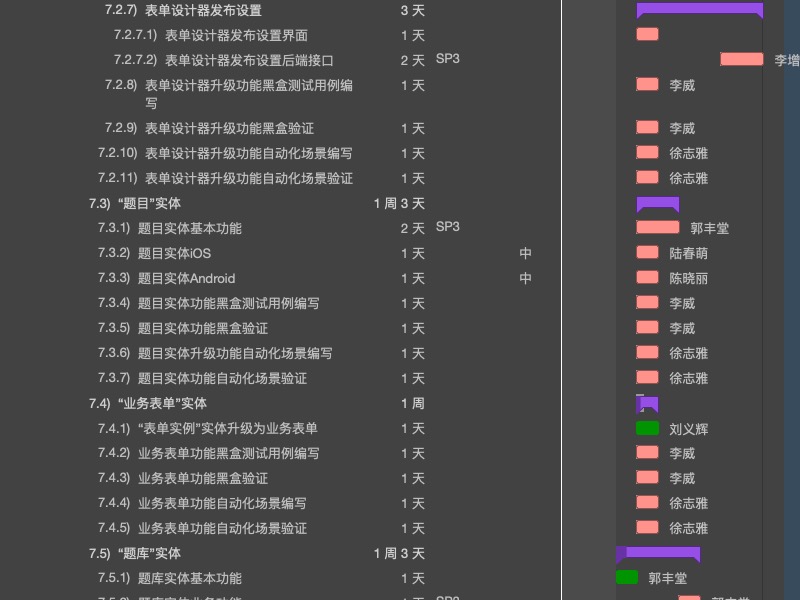 7.2.7) 表单设计器发布设置 3 天
7.2.7.1) 表单设计器发布设置界面 1 天
7.2.7.2) 表单设计器发布设置后端接口 2 天 SP3 李增
7.2.8) 表单设计器升级功能黑盒测试用例编 1 天 李威
写
7.2.9) 表单设计器升级功能黑盒验证 1 天 李威
7.2.10) 表单设计器升级功能自动化场景编写 1 天 徐志雅
7.2.11) 表单设计器升级功能自动化场景验证 1 天 徐志雅
7.3) “题目”实体 1 周 3 天
7.3.1) 题目实体基本功能 2 天 SP3 郭丰堂
7.3.2) 题目实体iOS 1 天 中 陆春萌
7.3.3) 题目实体Android 1 天 中 陈晓丽
7.3.4) 题目实体功能黑盒测试用例编写 1 天 李威
7.3.5) 题目实体功能黑盒验证 1 天 李威
7.3.6) 题目实体升级功能自动化场景编写 1 天 徐志雅
7.3.7) 题目实体功能自动化场景验证 1 天 徐志雅
7.4) “业务表单”实体 1 周
7.4.1) “表单实例”实体升级为业务表单 1 天 刘义辉
7.4.2) 业务表单功能黑盒测试用例编写 1 天 李威
7.4.3) 业务表单功能黑盒验证 1 天 李威
7.4.4) 业务表单功能自动化场景编写 1 天 徐志雅
7.4.5) 业务表单功能自动化场景验证 1 天 徐志雅
7.5) “题库”实体 1 周 3 天
7.5.1) 题库实体基本功能 1 天 郭丰堂